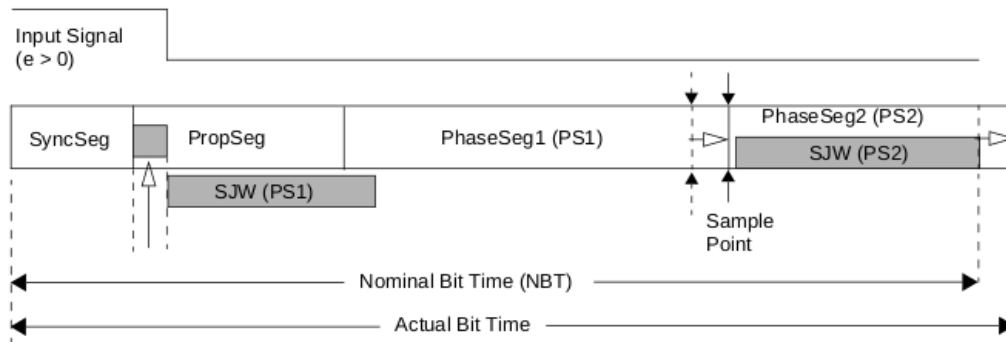 Input Signal
(e > 0)
SyncSeg
PropSeg
PhaseSeg1 (PS1)
PhaseSeg2 (PS2)
SJW (PS2)
SJW (PS1)
Sample
Point
Nominal Bit Time (NBT)
Actual Bit Time